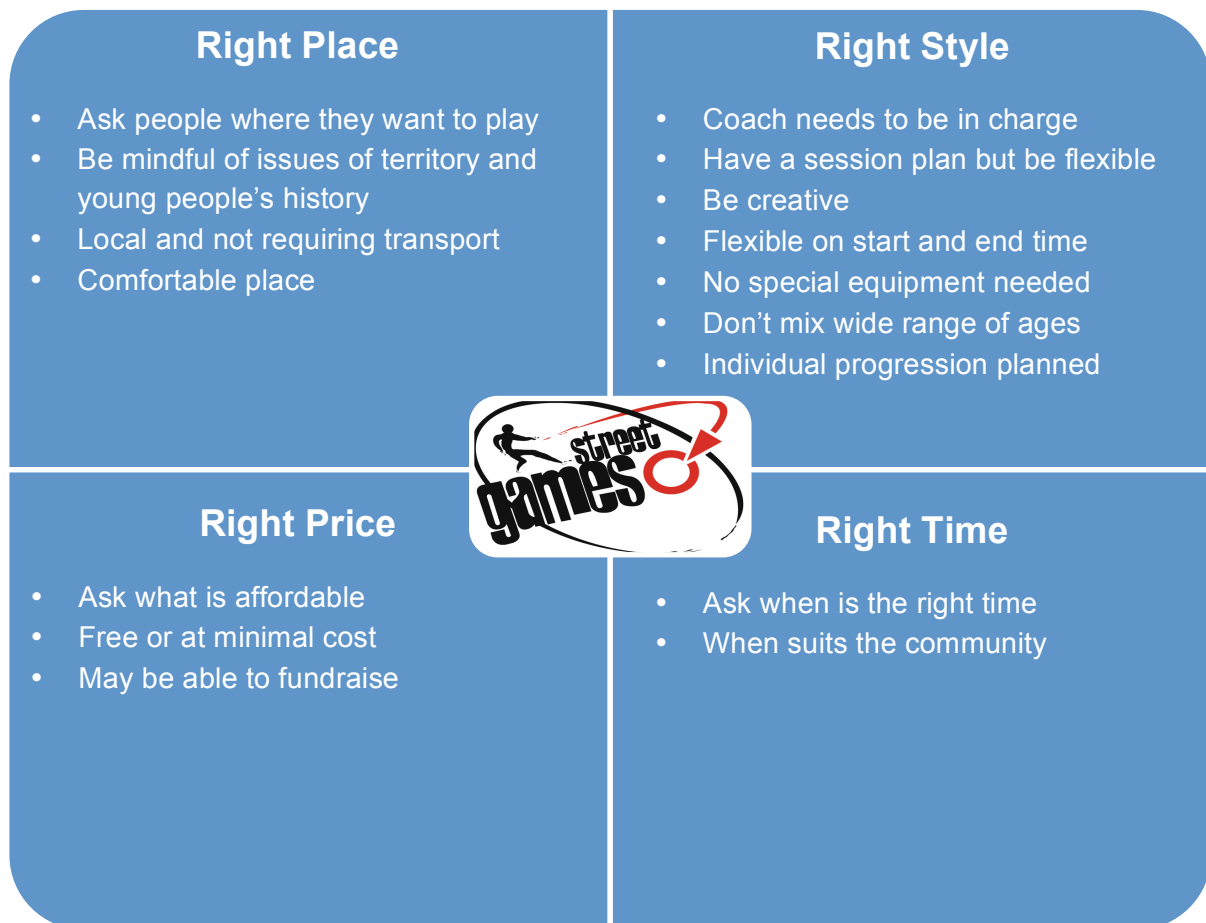 Right Place
• Ask people where they want to play
• Be mindful of issues of territory and
young people's history
• Local and not requiring transport
• Comfortable place
Right Style
• Coach needs to be in charge
• Have a session plan but be flexible
• Be creative
• Flexible on start and end time
• No special equipment needed
• Don't mix wide range of ages
• Individual progression planned
street
games
Right Price
• Ask what is affordable
• Free or at minimal cost
• May be able to fundraise
Right Time
• Ask when is the right time
• When suits the community